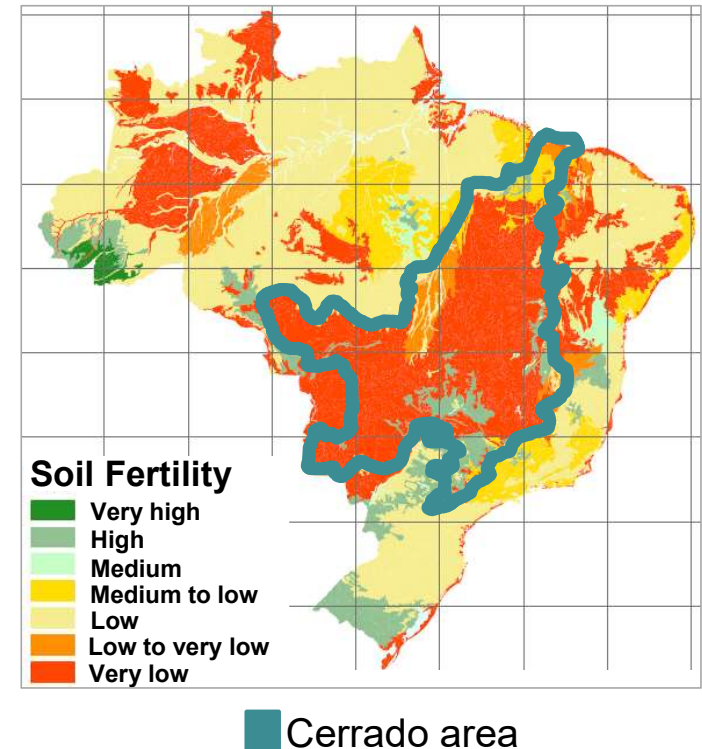 Soil Fertility
Very high
High
Medium
Medium to low
Low
Low to very low
Very low
Cerrado area